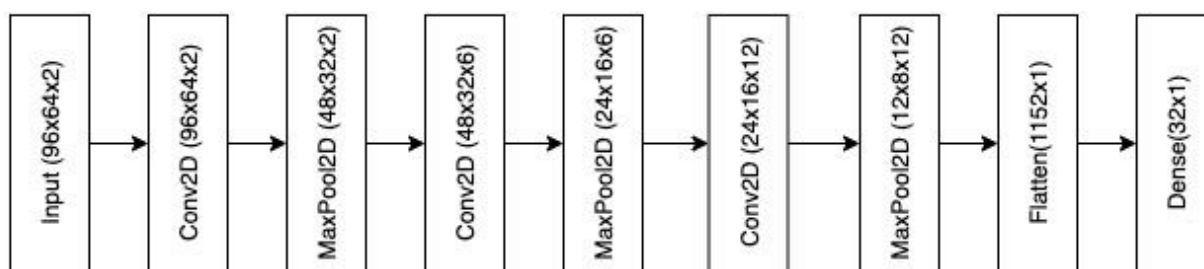 Input (96x64x2)
Conv2D (96x64x2)
MaxPool2D (48x32x2)
Conv2D (48x32x6)
MaxPool2D (24x16x6)
Conv2D (24x16x12)
MaxPool2D (12x8x12)
Flatten(1152x1)
Dense(32x1)